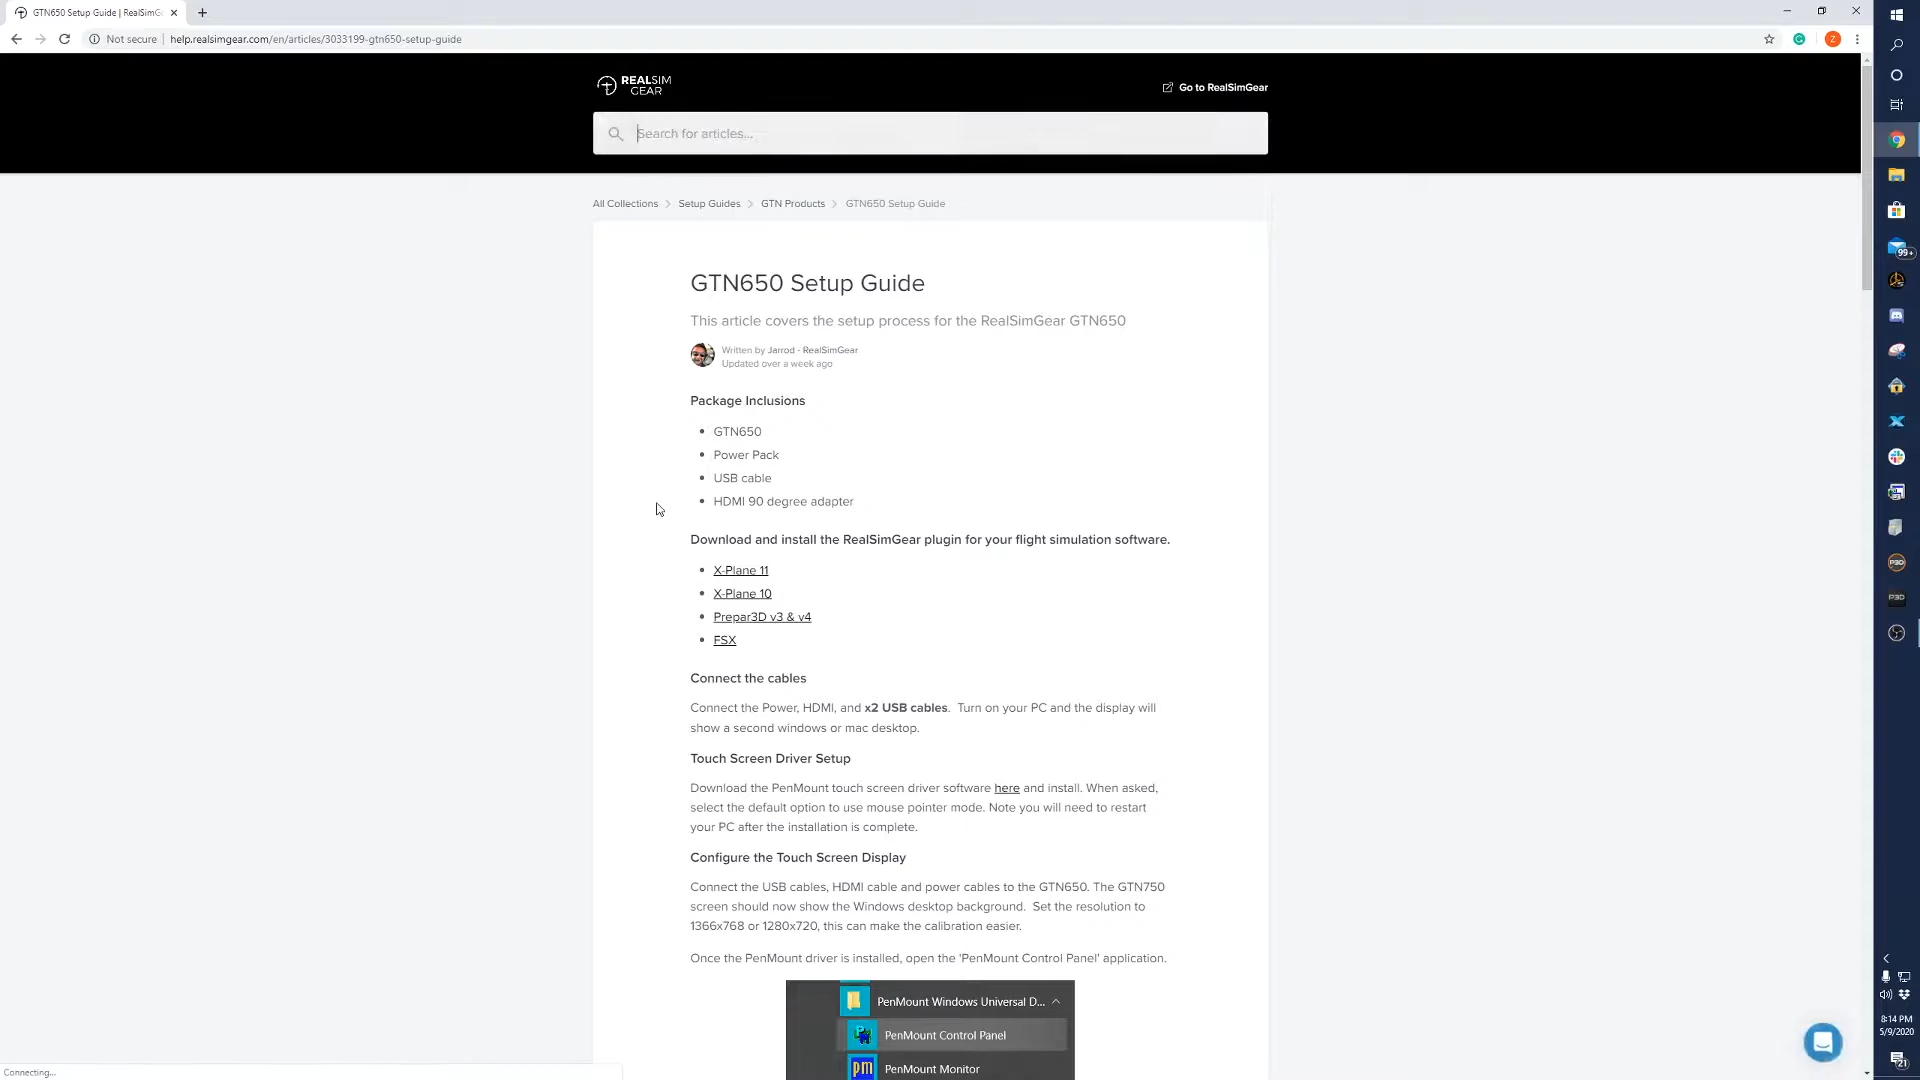 GTN650 Setup Guide | RealSimG
Not secure | help.realsimgear.com/en/articles/3033199-gtn650-setup-guide
Z
REALSIM
GEAR
Go to RealSimGear
Search for articles...
All Collections > Setup Guides > GTN Products > GTN650 Setup Guide
GTN650 Setup Guide
This article covers the setup process for the RealSimGear GTN650
Written by Jarrod - RealSimGear
Updated over a week ago
Package Inclusions
• GTN650
• Power Pack
• USB cable
• HDMI 90 degree adapter
Download and install the RealSimGear plugin for your flight simulation software.
• X-Plane 11
• X-Plane 10
• Prepar3D v3 & v4
• FSX
Connect the cables
Connect the Power, HDMI, and x2 USB cables. Turn on your PC and the display will
show a second windows or mac desktop.
Touch Screen Driver Setup
Download the PenMount touch screen driver software here and install. When asked,
select the default option to use mouse pointer mode. Note you will need to restart
your PC after the installation is complete.
Configure the Touch Screen Display
Connect the USB cables, HDMI cable and power cables to the GTN650. The GTN750
screen should now show the Windows desktop background. Set the resolution to
1366x768 or 1280x720, this can make the calibration easier.
Once the PenMount driver is installed, open the 'PenMount Control Panel' application.
PenMount Windows Universal D...
PenMount Control Panel
pm PenMount Monitor
Connecting...
99+
P3D
P3D
8:14 PM
5/9/2020
21